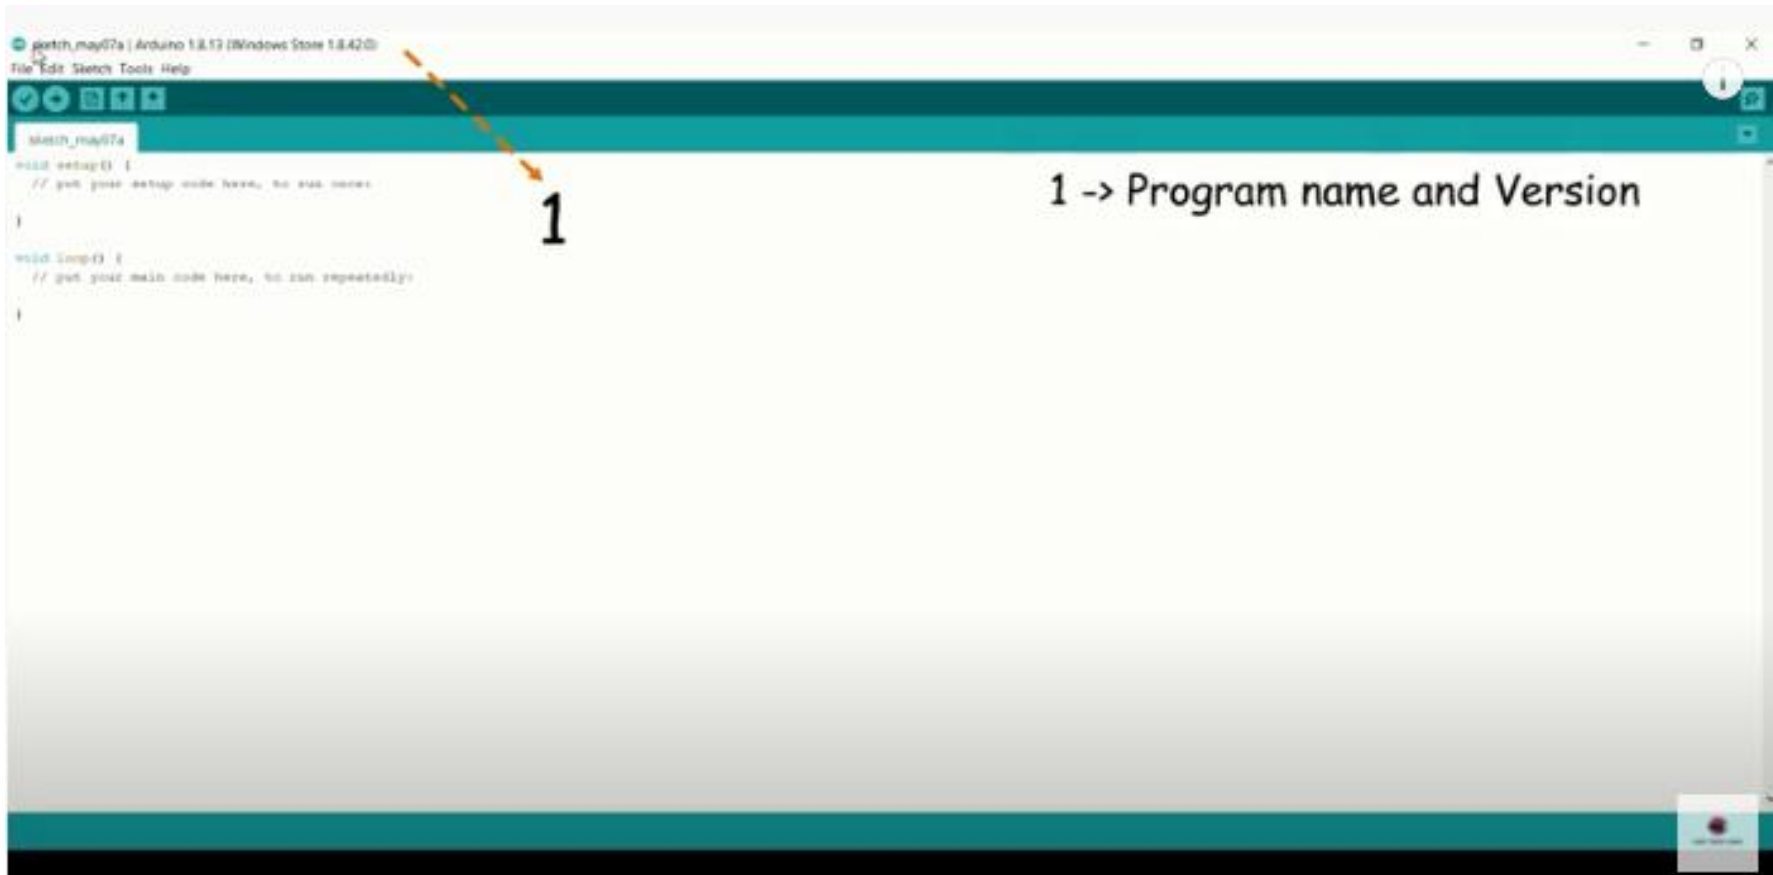 sketch_may07a | Arduino 1.8.13 (Windows Store 1.8.42.0)
File Edit Sketch Tools Help
sketch_may07a
void setup() {
// put your setup code here, to run once:
}
void loop() {
// put your main code here, to run repeatedly:
}
1
1 -> Program name and Version